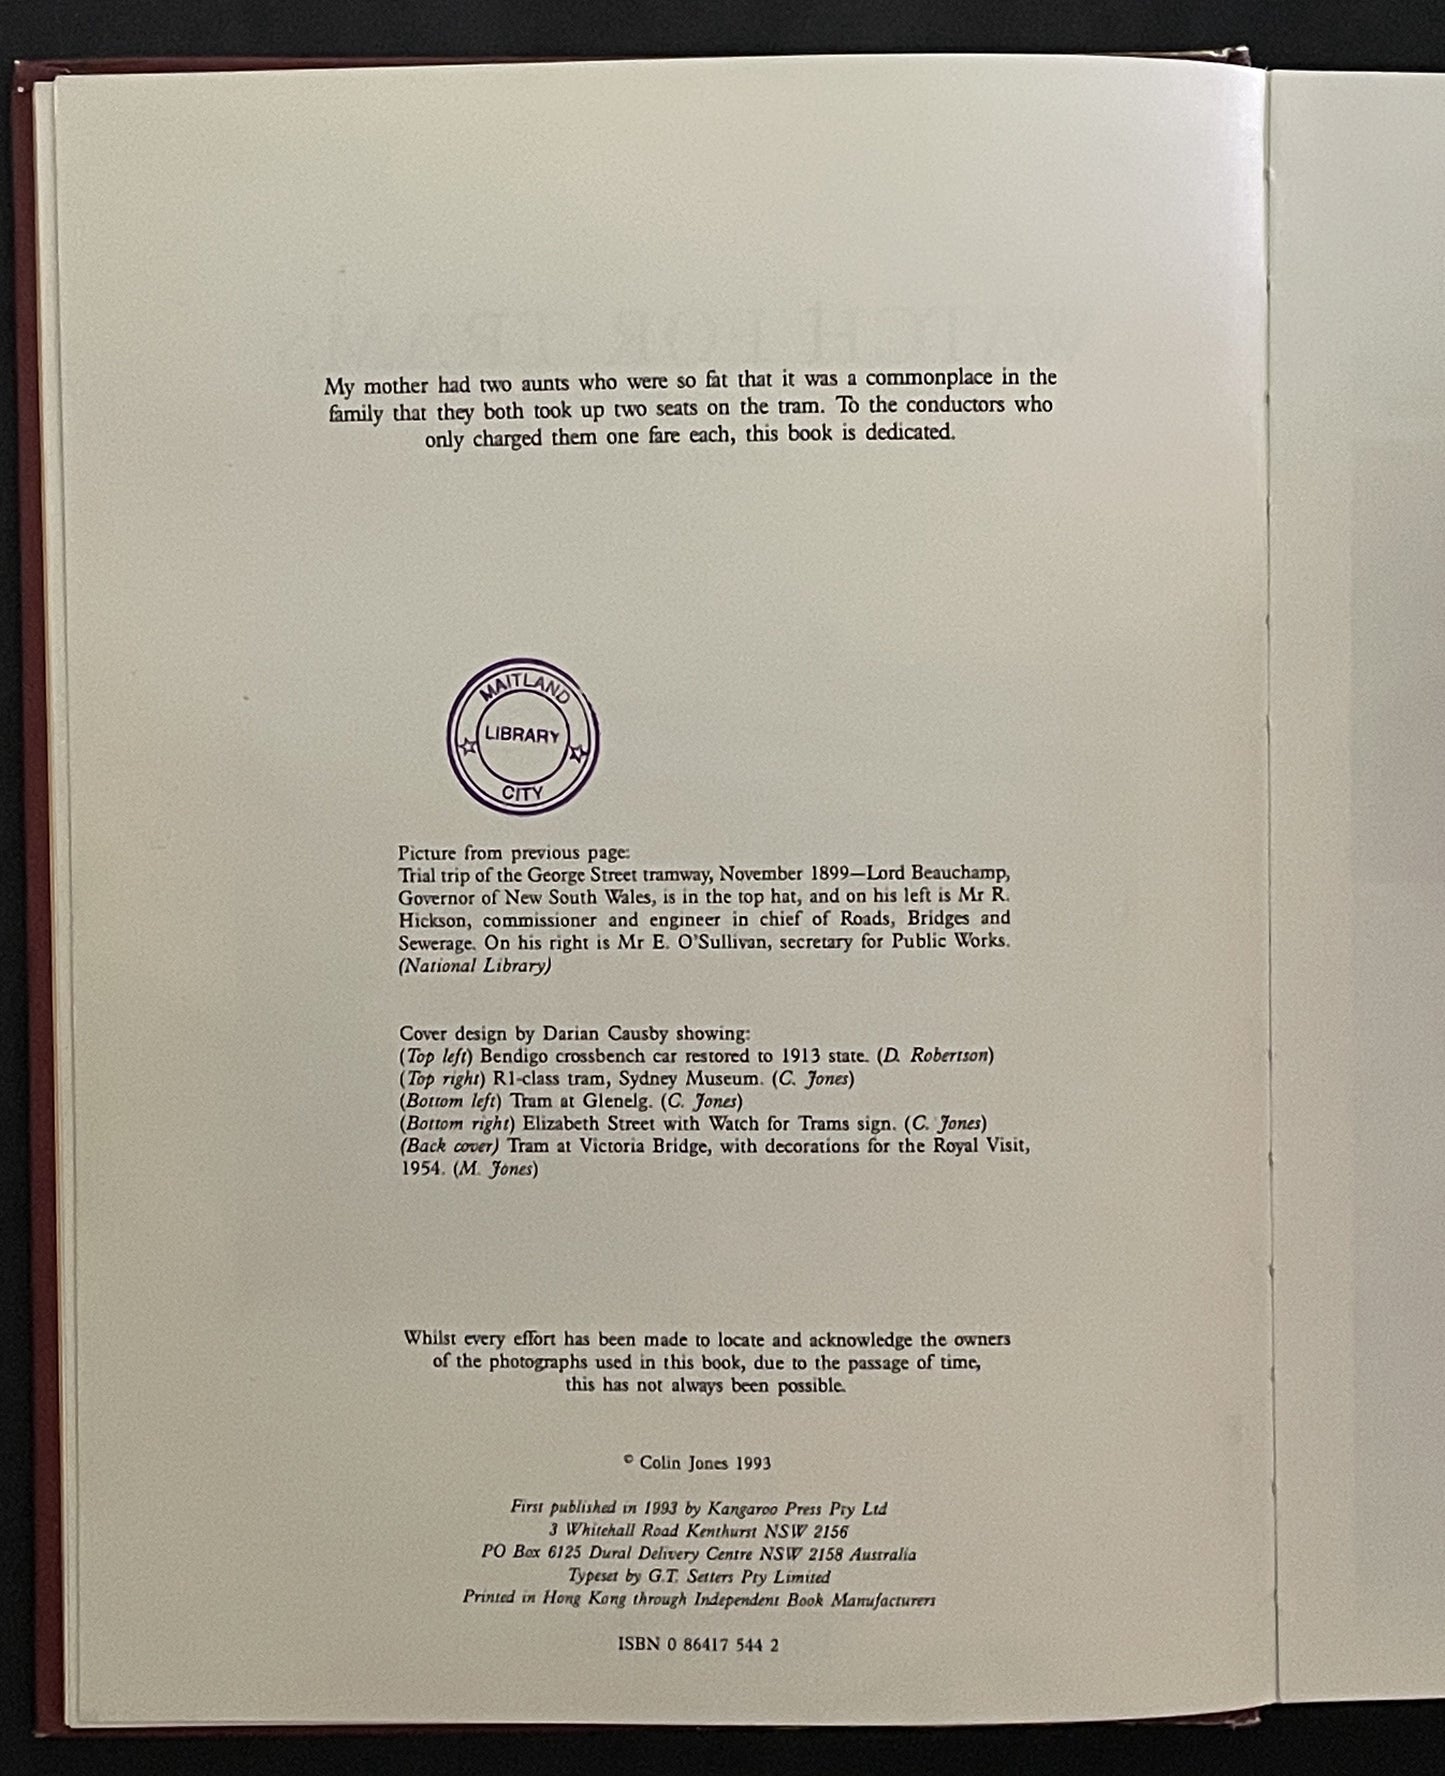 My mother had two aunts who were so fat that it was a commonplace in the
family that they both took up two seats on the tram. To the conductors who
only charged them one fare each, this book is dedicated.
MAITLAND
LIBRARY
CITY
Picture from previous page:
Trial trip of the George Street tramway, November 1899—Lord Beauchamp,
Governor of New South Wales, is in the top hat, and on his left is Mr R.
Hickson, commissioner and engineer in chief of Roads, Bridges and
Sewerage. On his right is Mr E. O'Sullivan, secretary for Public Works.
(National Library)
Cover design by Darian Causby showing:
(Top left) Bendigo crossbench car restored to 1913 state. (D. Robertson)
(Top right) R1-class tram, Sydney Museum. (C. Jones)
(Bottom left) Tram at Glenelg. (C. Jones)
(Bottom right) Elizabeth Street with Watch for Trams sign. (C. Jones)
(Back cover) Tram at Victoria Bridge, with decorations for the Royal Visit,
1954. (M. Jones)
Whilst every effort has been made to locate and acknowledge the owners
of the photographs used in this book, due to the passage of time,
this has not always been possible.
© Colin Jones 1993
First published in 1993 by Kangaroo Press Pty Ltd
3 Whitehall Road Kenthurst NSW 2156
PO Box 6125 Dural Delivery Centre NSW 2158 Australia
Typeset by G.T. Setters Pty Limited
Printed in Hong Kong through Independent Book Manufacturers
ISBN 0 86417 544 2